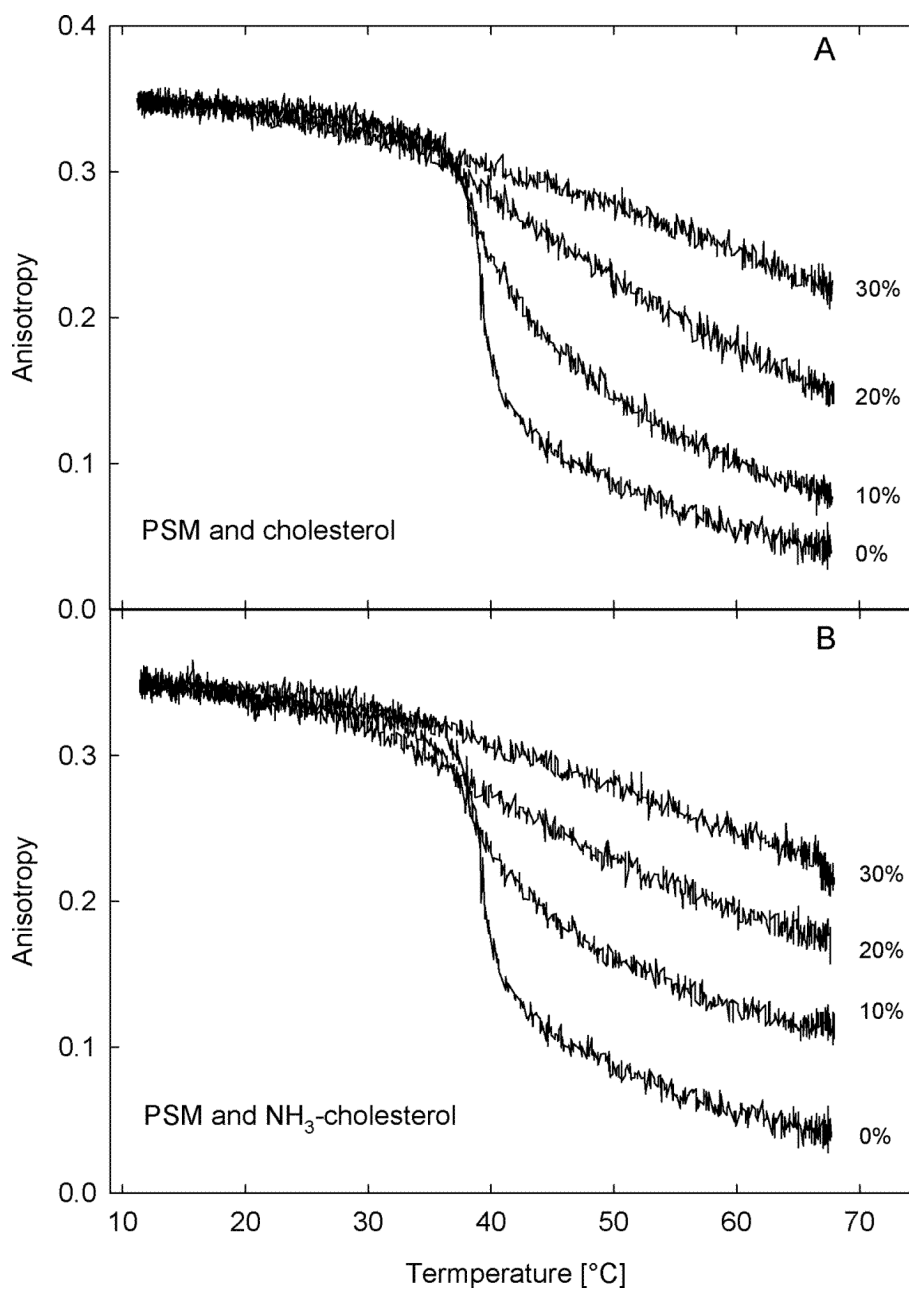 0.4
A
0.3
Anisotropy
30%
0.2
20%
0.1
10%
PSM and cholesterol
0%
0.0
B
0.3
Anisotropy
30%
0.2
20%
10%
0.1
PSM and NH₃-cholesterol
0%
0.0
10 20 30 40 50 60 70
Termperature [°C]